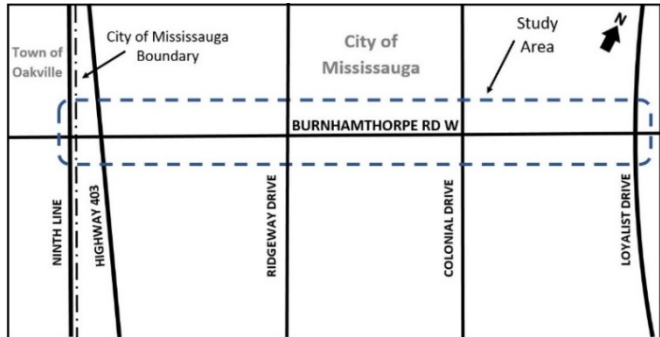 Town of
Oakville
City of Mississauga
Boundary
City of
Mississauga
Study
Area
N
BURNHAMTHORPE RD W
NINTH LINE
HIGHWAY 403
RIDGEWAY DRIVE
COLONIAL DRIVE
LOYALIST DRIVE